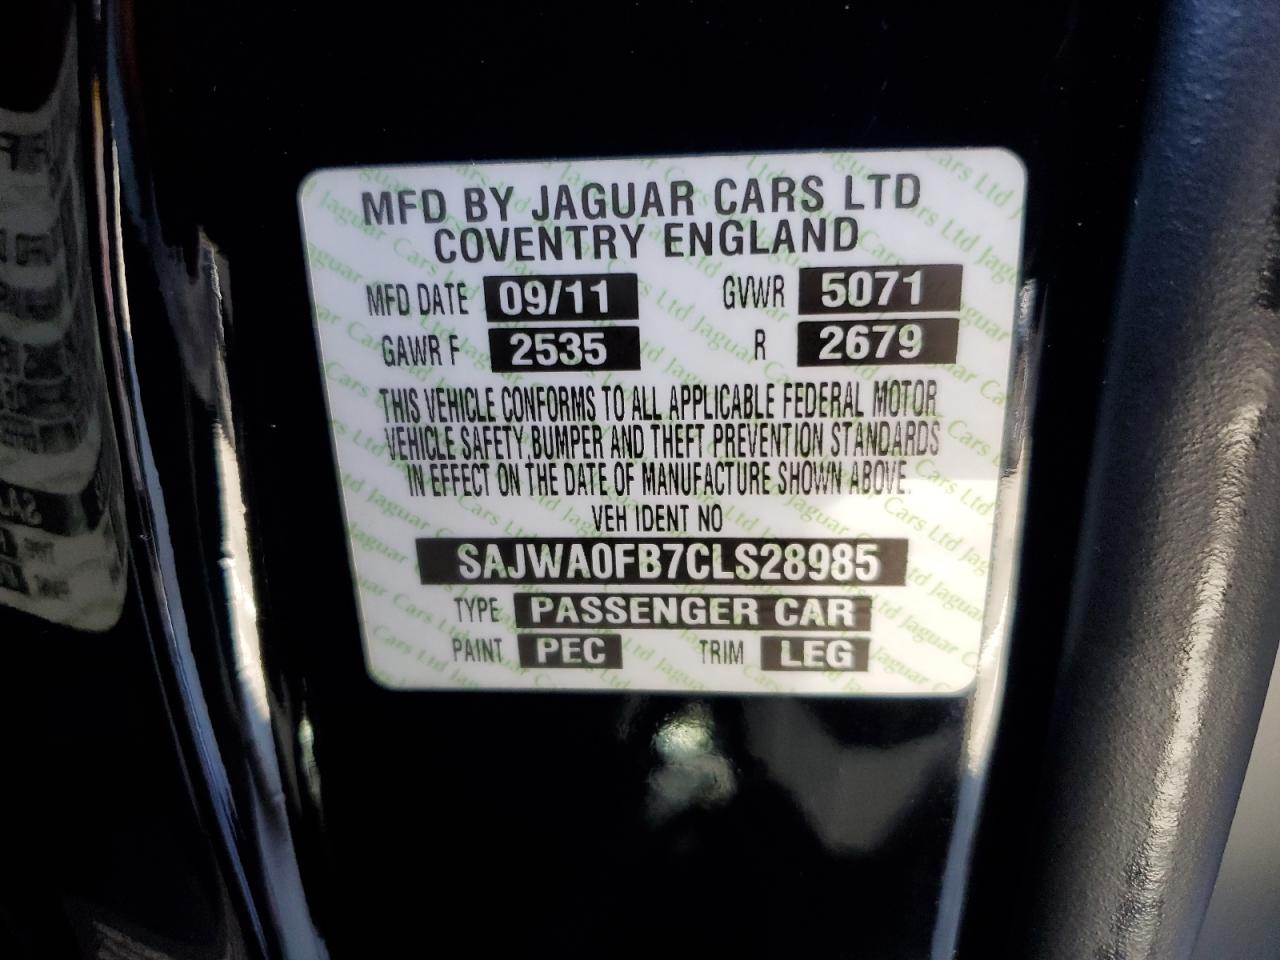 MFD BY JAGUAR CARS LTD
COVENTRY ENGLAND
MFD DATE 09/11 GVWR 5071
GAWR F 2535 R 2679
THIS VEHICLE CONFORMS TO ALL APPLICABLE FEDERAL MOTOR
VEHICLE SAFETY, BUMPER AND THEFT PREVENTION STANDARDS
IN EFFECT ON THE DATE OF MANUFACTURE SHOWN ABOVE.
VEH IDENT NO
SAJWA0FB7CLS28985
TYPE PASSENGER CAR
PAINT PEC TRIM LEG